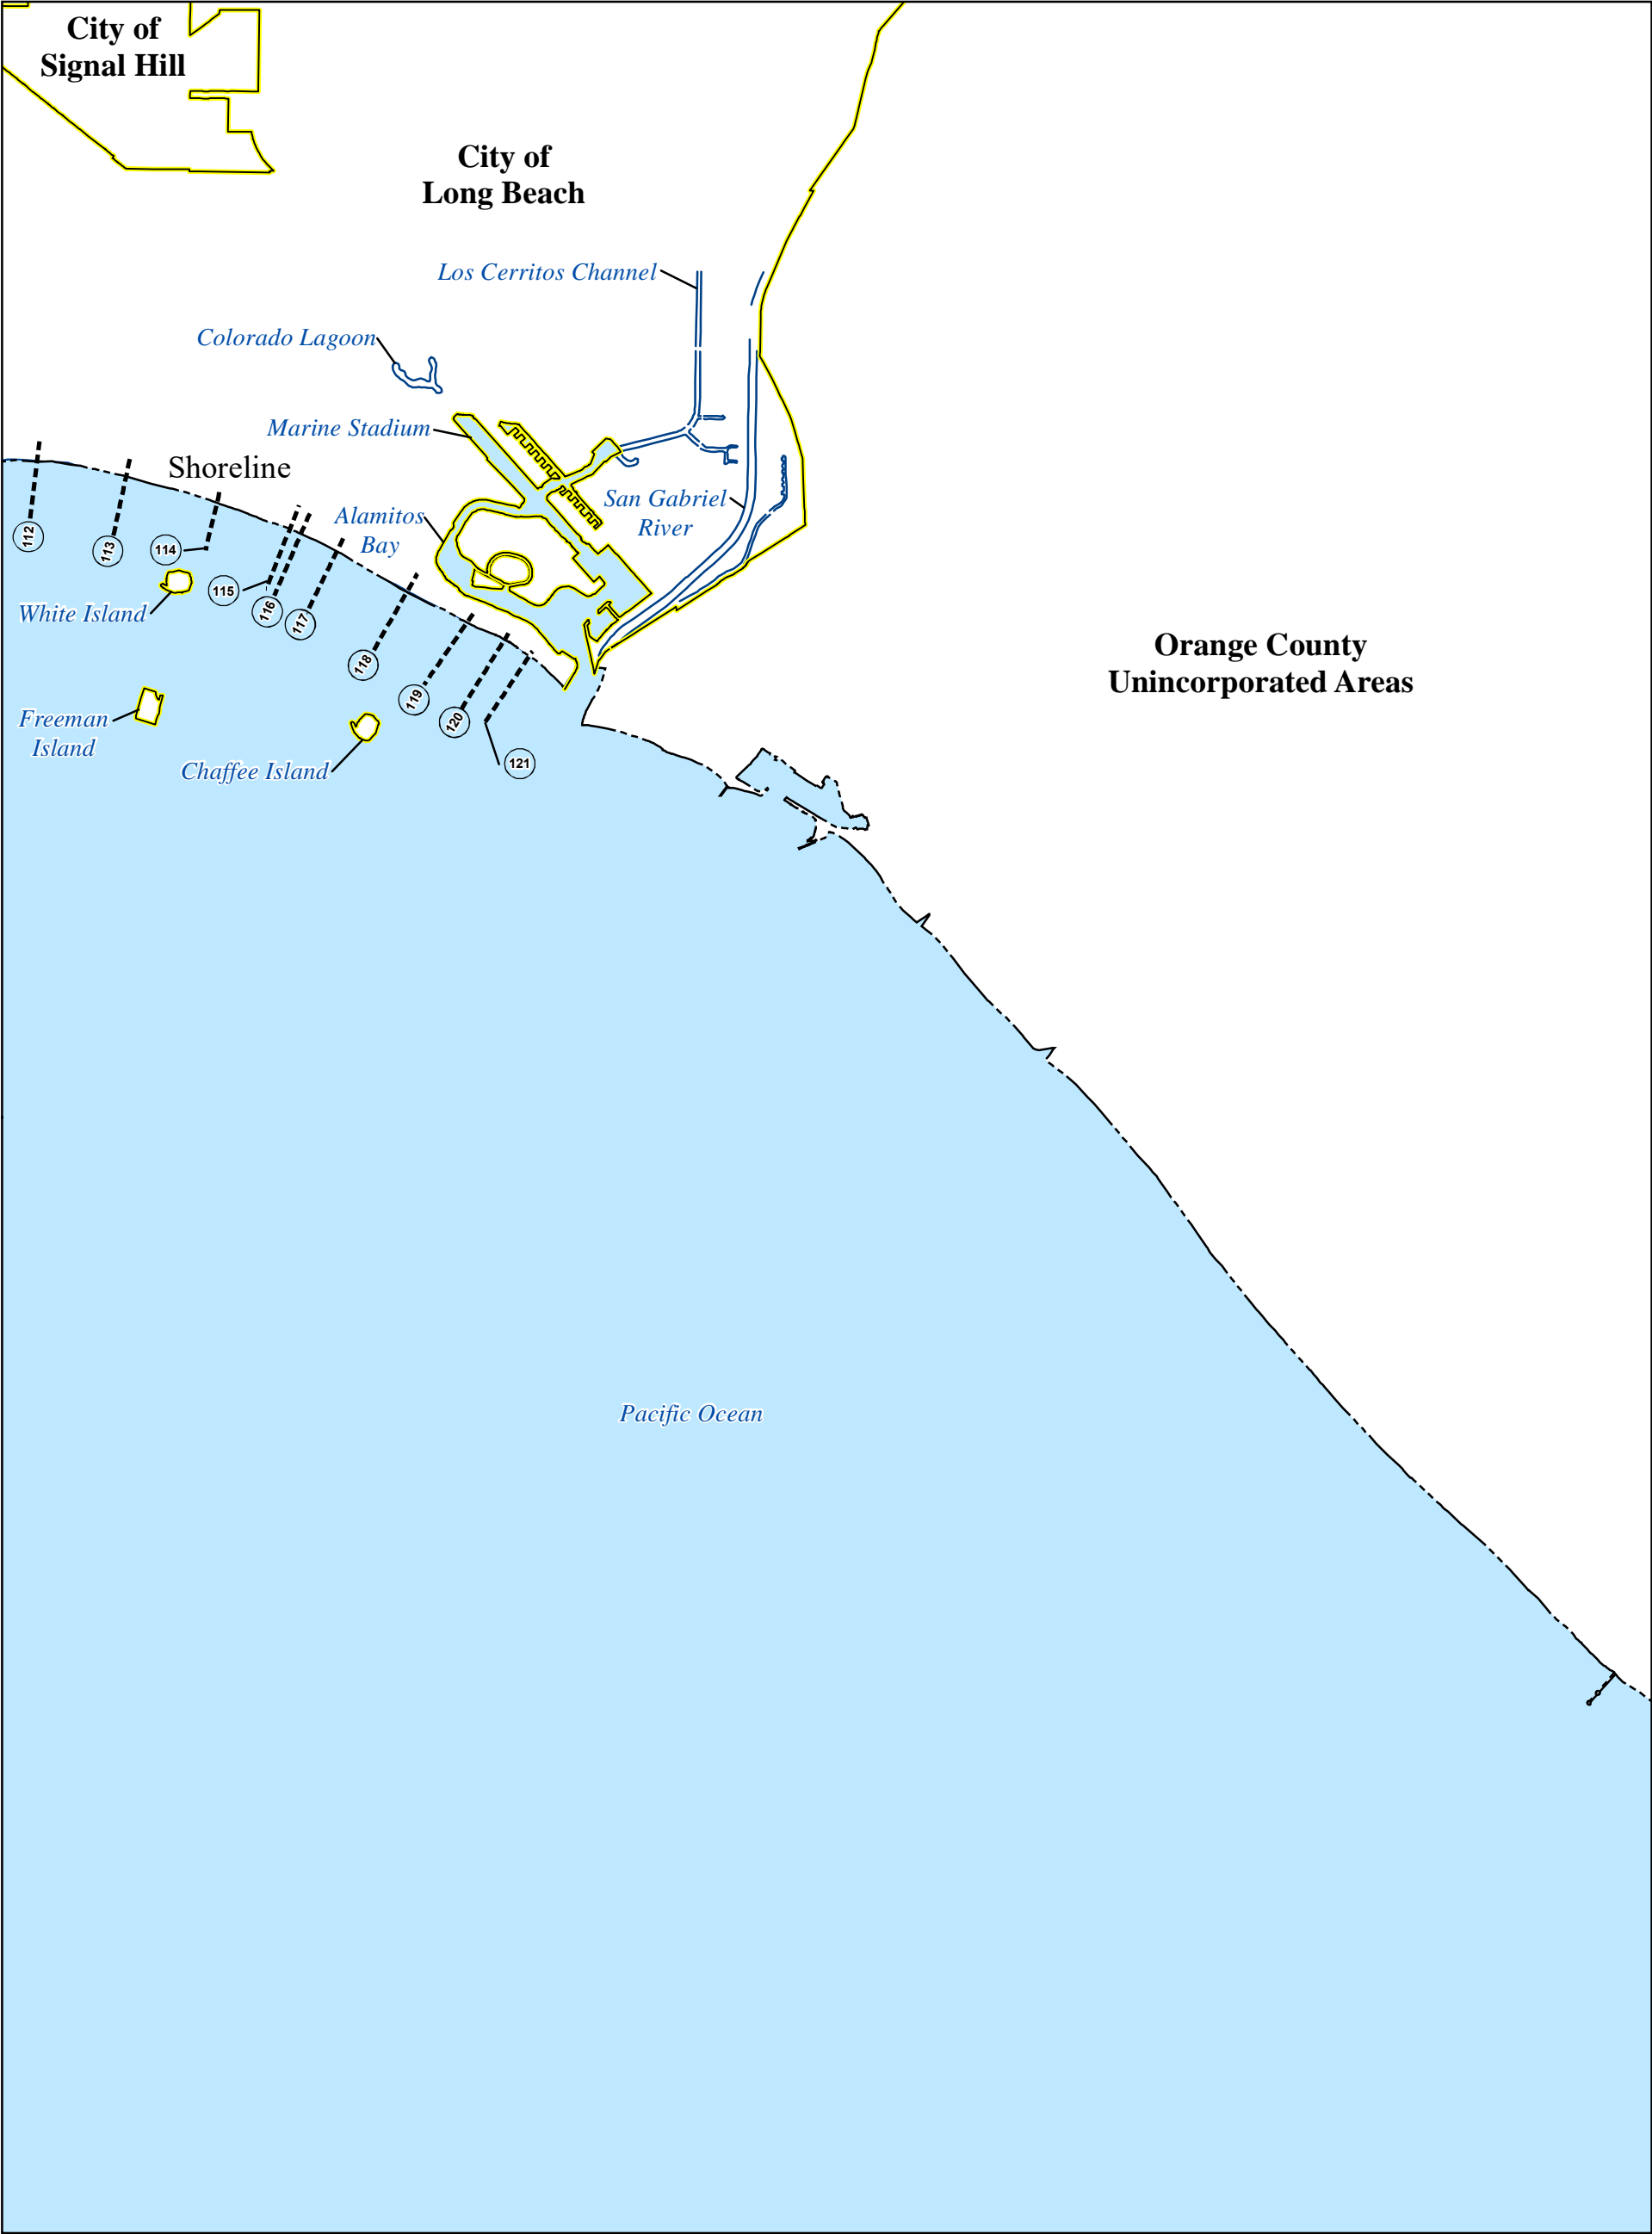 City of
Signal Hill
City of
Long Beach
Los Cerritos Channel
Colorado Lagoon
Marine Stadium
Shoreline
San Gabriel
River
Alamitos
Bay
112
113
114
115
116
117
118
119
120
121
White Island
Freeman
Island
Chaffee Island
Orange County
Unincorporated Areas
Pacific Ocean